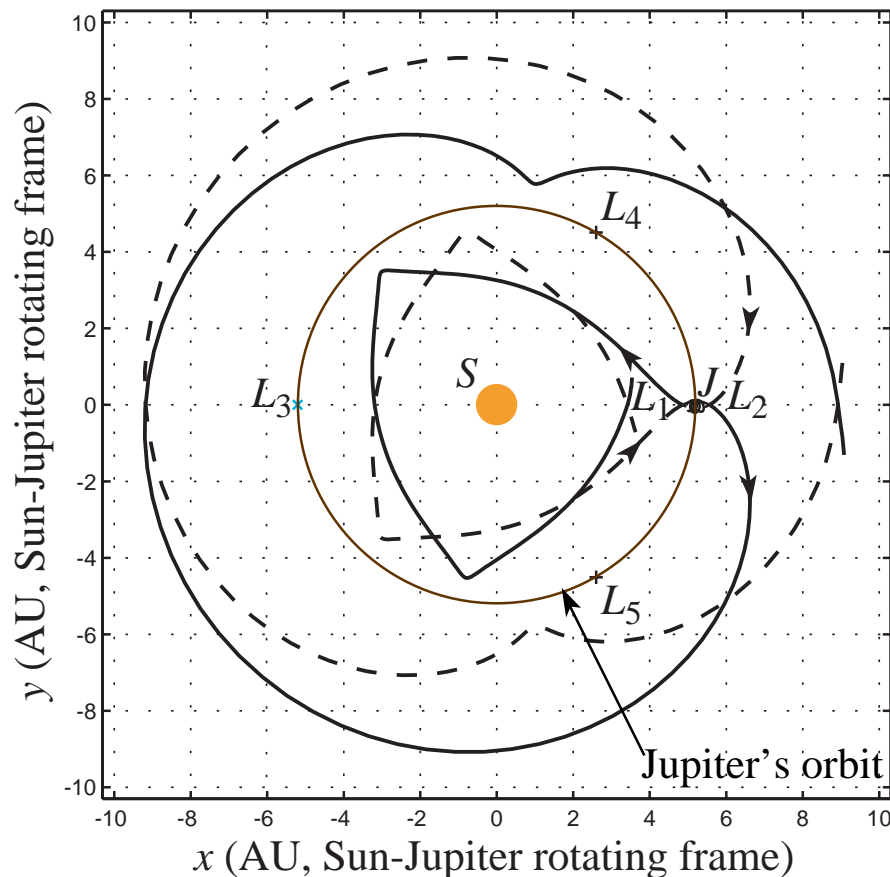 y (AU, Sun-Jupiter rotating frame)
10
8
6
4
2
0
-2
-4
-6
-8
-10
L4
S
L3
L1
J
L2
L5
Jupiter’s orbit
-10 -8 -6 -4 -2 0 2 4 6 8 10
x (AU, Sun-Jupiter rotating frame)